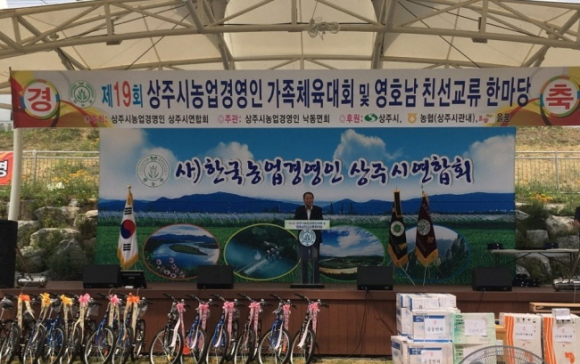 경 제19회 상주시농업경영인 가족체육대회 및 영호남 친선교류 한마당 축
주최: 상주시농업경영인 상주시연합회 주관: 상주시농업경영인 낙동면회 후원: 상주시, 농협(상주시관내),
사)한국농업경영인 상주시연합회